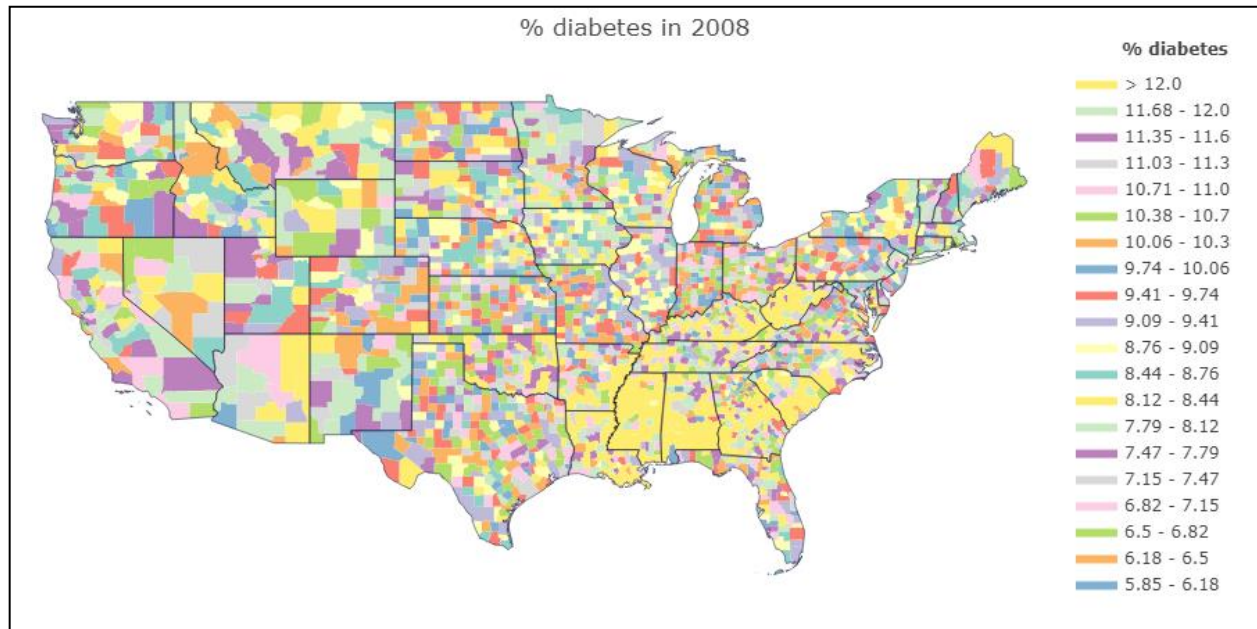 % diabetes in 2008
% diabetes
> 12.0
11.68 - 12.0
11.35 - 11.6
11.03 - 11.3
10.71 - 11.0
10.38 - 10.7
10.06 - 10.3
9.74 - 10.06
9.41 - 9.74
9.09 - 9.41
8.76 - 9.09
8.44 - 8.76
8.12 - 8.44
7.79 - 8.12
7.47 - 7.79
7.15 - 7.47
6.82 - 7.15
6.5 - 6.82
6.18 - 6.5
5.85 - 6.18